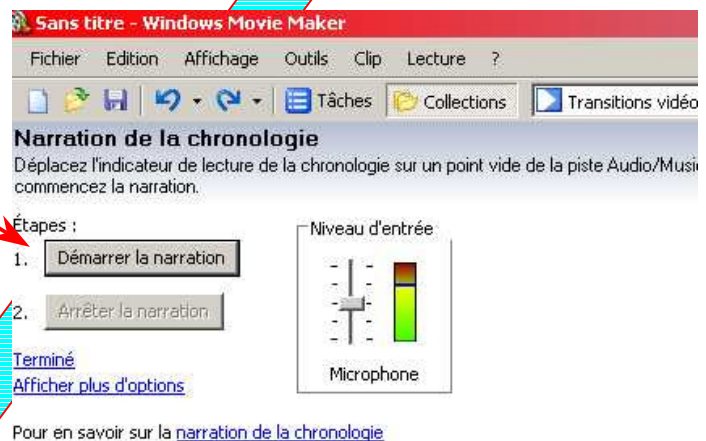 Sans titre - Windows Movie Maker
Fichier Edition Affichage Outils Clip Lecture ?
Tâches Collections Transitions vidéo
Narration de la chronologie
Déplacez l'indicateur de lecture de la chronologie sur un point vide de la piste Audio/Musi
commencez la narration.
Étapes :
1. Démarrer la narration
2. Arrêter la narration
Terminé
Afficher plus d'options
Niveau d'entrée
Microphone
Pour en savoir sur la narration de la chronologie